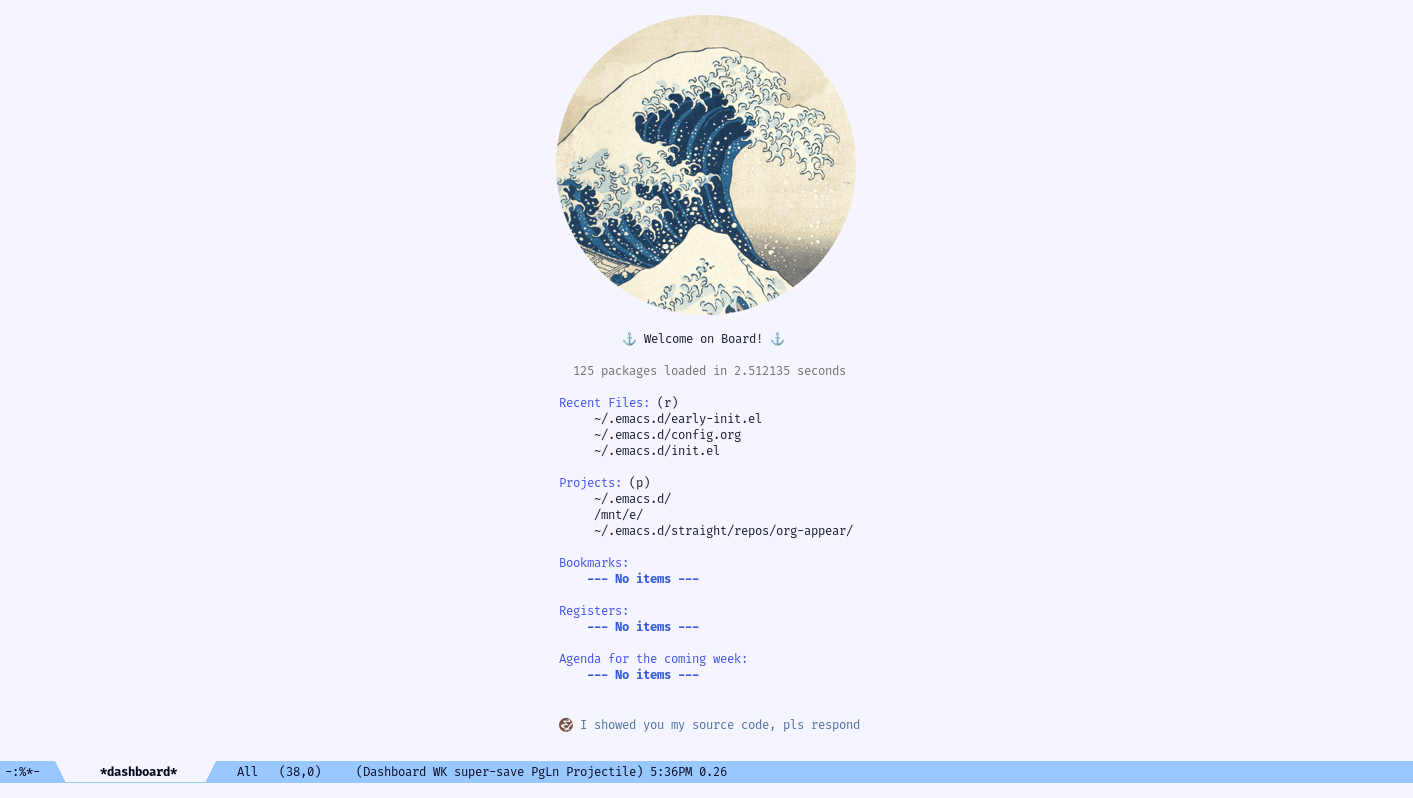 ⚓ Welcome on Board! ⚓
125 packages loaded in 2.512135 seconds
Recent Files: (r)
~/.emacs.d/early-init.el
~/.emacs.d/config.org
~/.emacs.d/init.el
Projects: (p)
~/.emacs.d/
/mnt/e/
~/.emacs.d/straight/repos/org-appear/
Bookmarks:
--- No items ---
Registers:
--- No items ---
Agenda for the coming week:
--- No items ---
I showed you my source code, pls respond
-:%*- *dashboard* All (38,0) (Dashboard WK super-save PgLn Projectile) 5:36PM 0.26